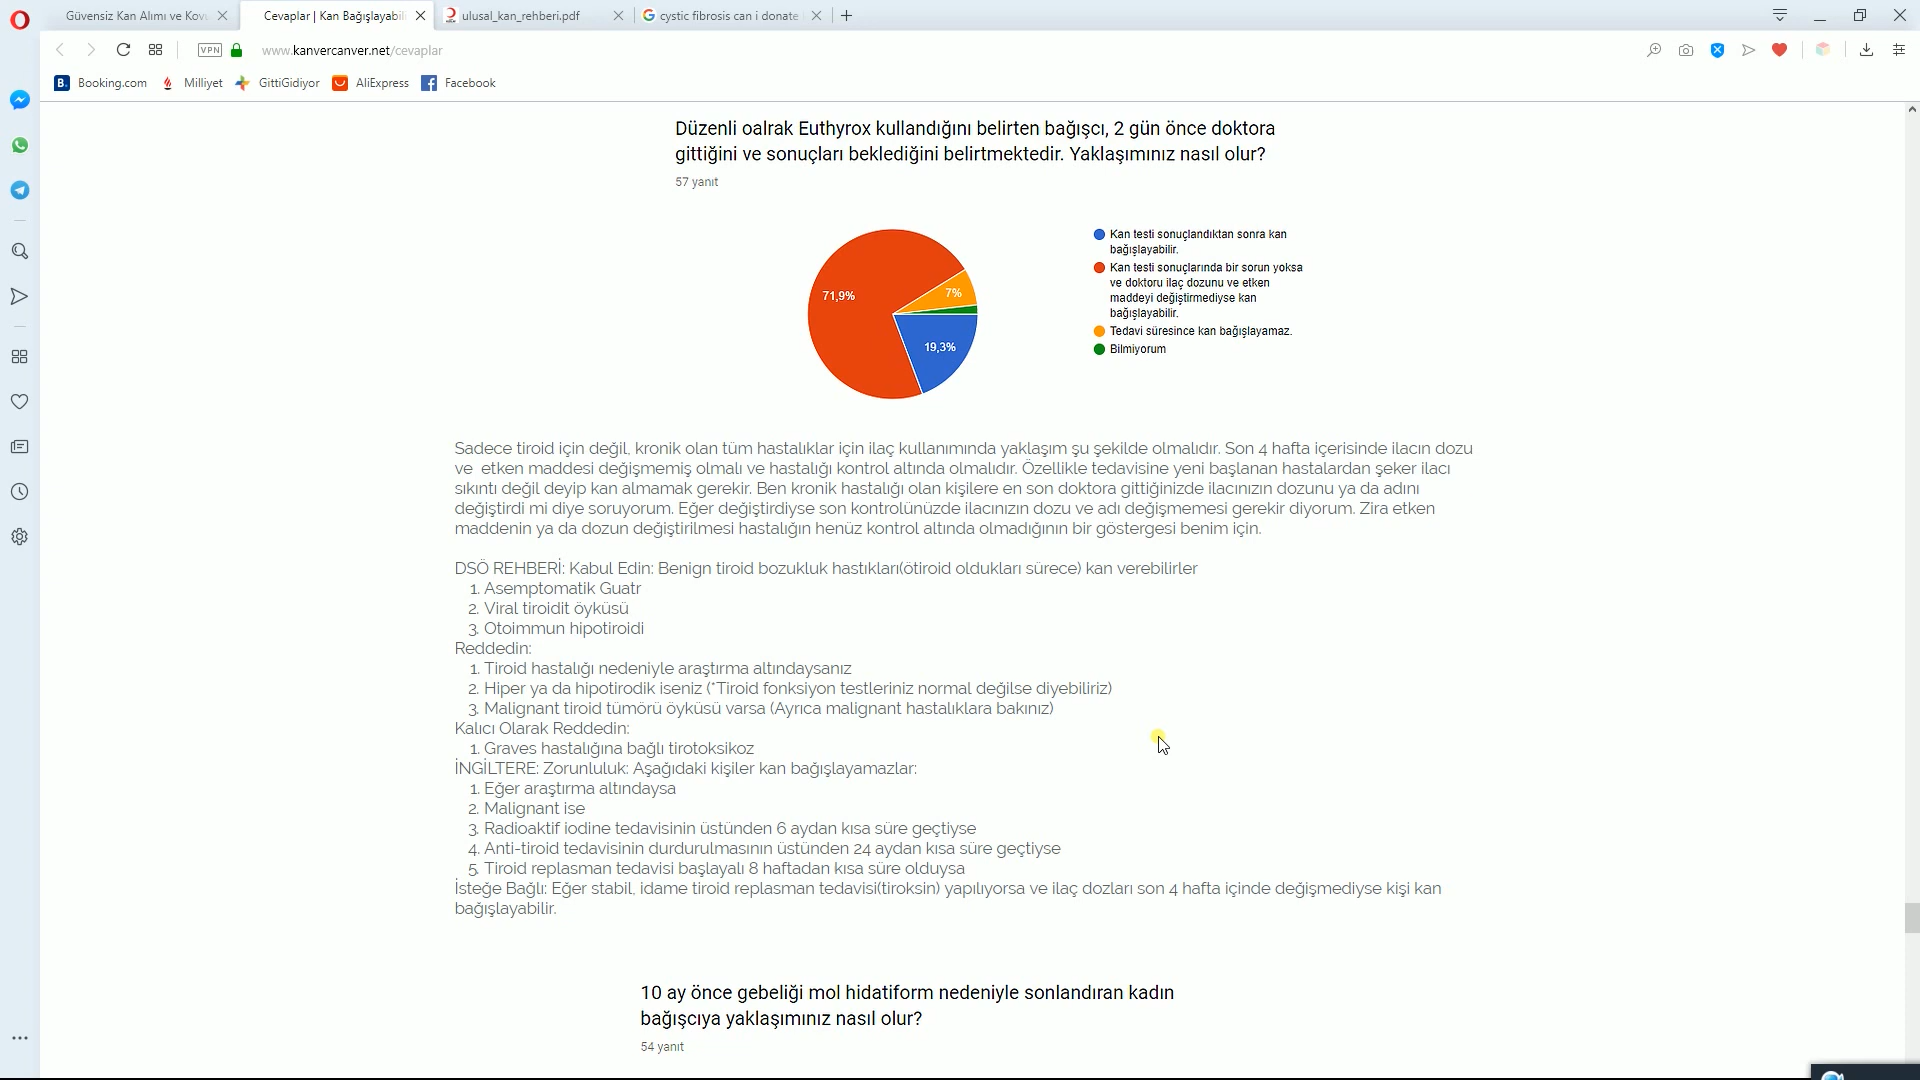 Güvensiz Kan Alımı ve Kovu
Cevaplar | Kan Bağışlayabili
ulusal_kan_rehberi.pdf
cystic fibrosis can i donate
VPN
www.kanvercanver.net/cevaplar
B. Booking.com
Milliyet
GittiGidiyor
AliExpress
Facebook
Düzenli oalrak Euthyrox kullandığını belirten bağışcı, 2 gün önce doktora
gittiğini ve sonuçları beklediğini belirtmektedir. Yaklaşımınız nasıl olur?
57 yanıt
71,9%
7%
19,3%
Kan testi sonuçlandıktan sonra kan
bağışlayabilir.
Kan testi sonuçlarında bir sorun yoksa
ve doktoru ilaç dozunu ve etken
maddeyi değiştirmediyse kan
bağışlayabilir.
Tedavi süresince kan bağışlayamaz.
Bilmiyorum
Sadece tiroid için değil, kronik olan tüm hastalıklar için ilaç kullanımında yaklaşım şu şekilde olmalıdır. Son 4 hafta içerisinde ilacın dozu
ve etken maddesi değişmemiş olmalı ve hastalığı kontrol altında olmalıdır. Özellikle tedavisine yeni başlanan hastalardan şeker ilacı
sıkıntı değil deyip kan almamak gerekir. Ben kronik hastalığı olan kişilere en son doktora gittiğinizde ilacınızın dozunu ya da adını
değiştirdi mi diye soruyorum. Eğer değiştirdiyse son kontrolünüzde ilacınızın dozu ve adı değişmemesi gerekir diyorum. Zira etken
maddenin ya da dozun değiştirilmesi hastalığın henüz kontrol altında olmadığının bir göstergesi benim için.
DSÖ REHBERİ: Kabul Edin: Benign tiroid bozukluk hastıkları(ötiroid oldukları sürece) kan verebilirler
1. Asemptomatik Guatr
2. Viral tiroidit öyküsü
3. Otoimmun hipotiroidi
Reddedin:
1. Tiroid hastalığı nedeniyle araştırma altındaysanız
2. Hiper ya da hipotirodik iseniz (*Tiroid fonksiyon testleriniz normal değilse diyebiliriz)
3. Malignant tiroid tümörü öyküsü varsa (Ayrıca malignant hastalıklara bakınız)
Kalıcı Olarak Reddedin:
1. Graves hastalığına bağlı tirotoksikoz
İNGİLTERE: Zorunluluk: Aşağıdaki kişiler kan bağışlayamazlar:
1. Eğer araştırma altındaysa
2. Malignant ise
3. Radioaktif iodine tedavisinin üstünden 6 aydan kısa süre geçtiyse
4. Anti-tiroid tedavisinin durdurulmasının üstünden 24 aydan kısa süre geçtiyse
5. Tiroid replasman tedavisi başlayalı 8 haftadan kısa süre olduysa
İsteğe Bağlı: Eğer stabil, idame tiroid replasman tedavisi(tiroksin) yapılıyorsa ve ilaç dozları son 4 hafta içinde değişmediyse kişi kan
bağışlayabilir.
10 ay önce gebeliği mol hidatiform nedeniyle sonlandıran kadın
bağışcıya yaklaşımınız nasıl olur?
54 yanıt